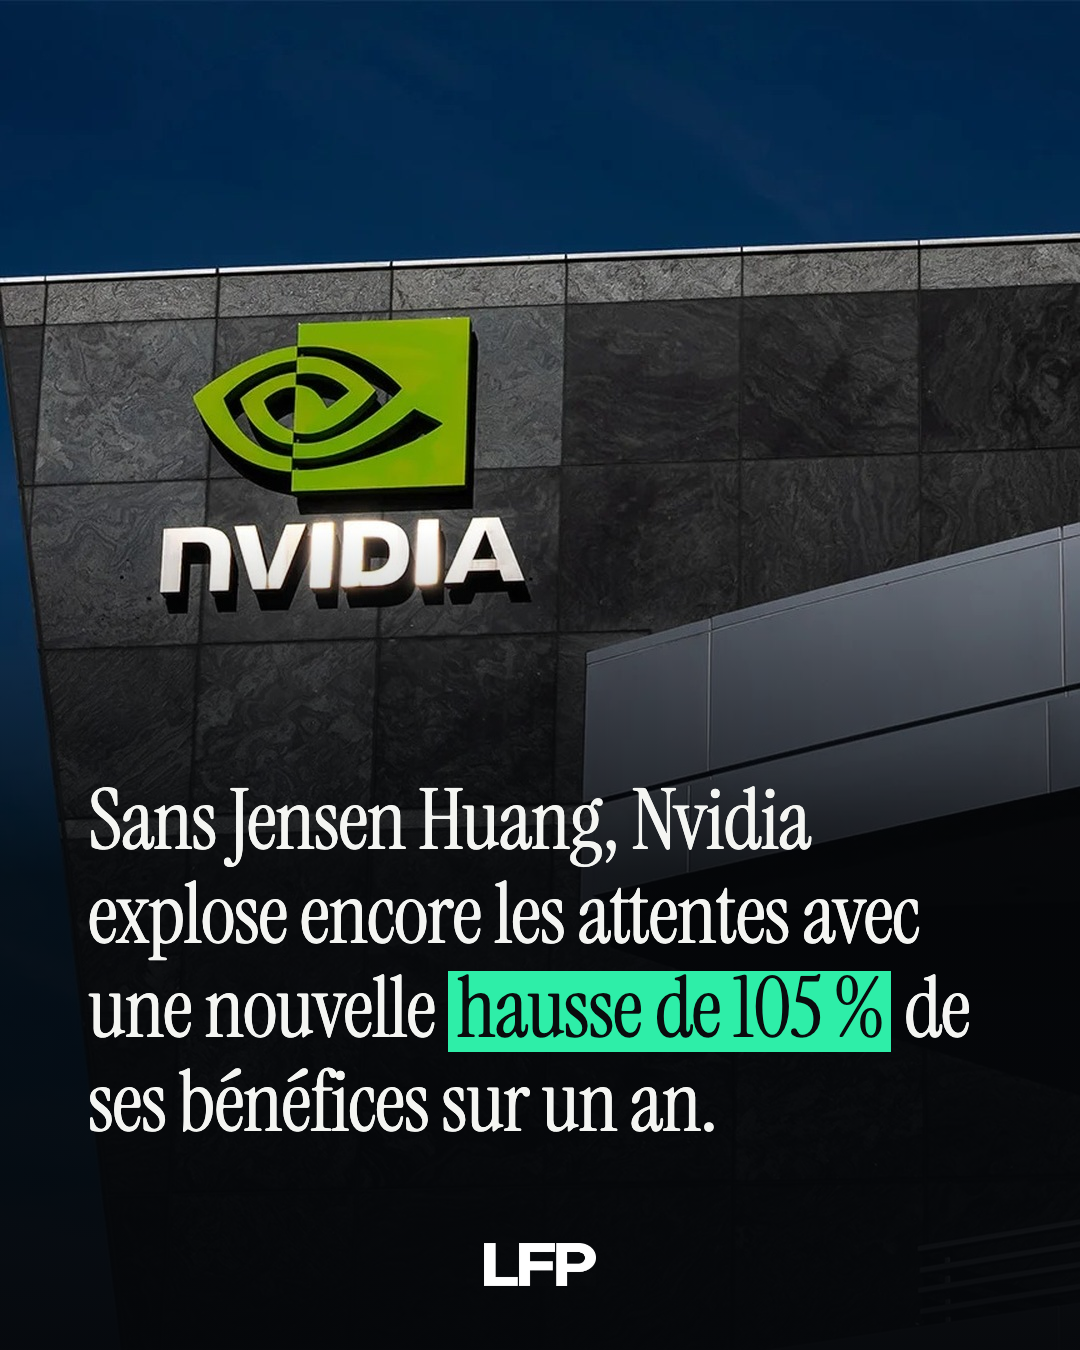 NVIDIA
Sans Jensen Huang, Nvidia
explose encore les attentes avec
une nouvelle hausse de 105 % de
ses bénéfices sur un an.
LFP